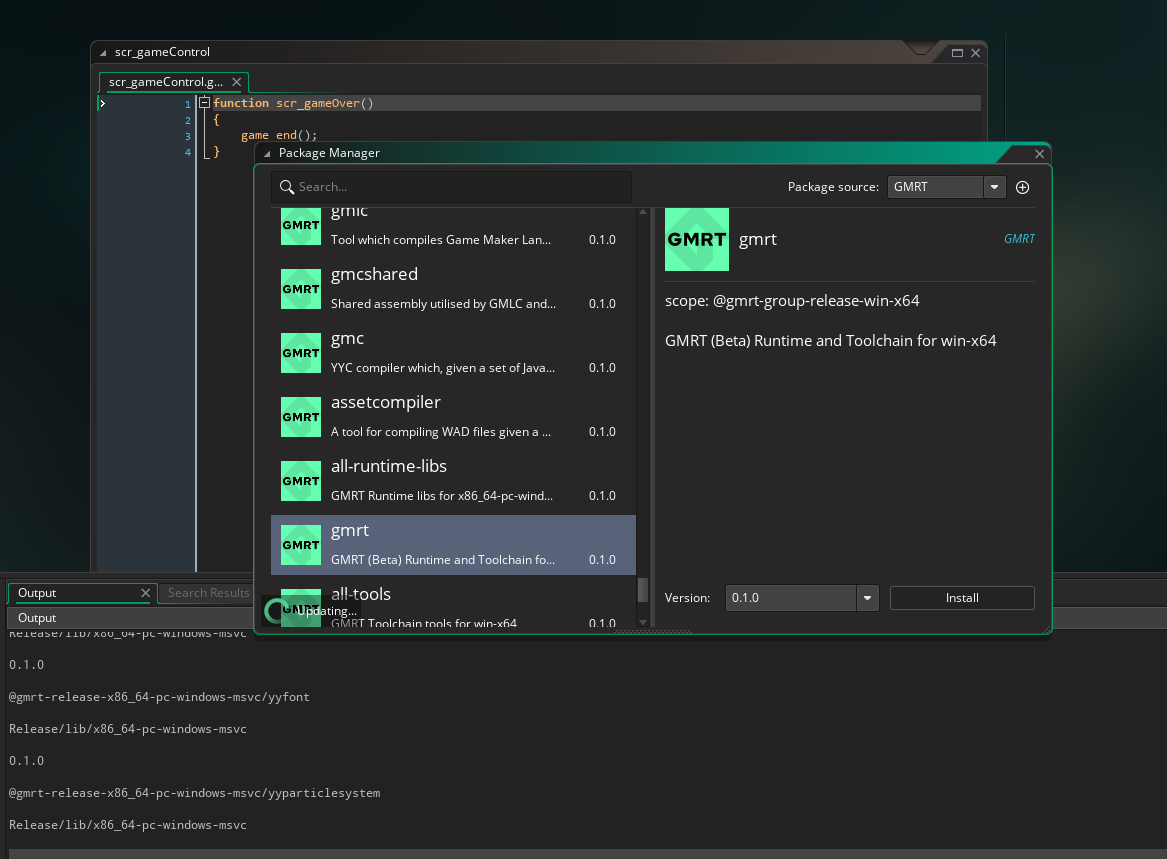 scr_gameControl
scr_gameControl.g...
1 function scr_gameOver()
2 {
3 game_end();
4 }
Package Manager
Search...
Package source: GMRT
GMRT
Tool which compiles Game Maker Lan... 0.1.0
GMRT gmcshared
Shared assembly utilised by GMLC and... 0.1.0
GMRT gmc
YYC compiler which, given a set of Java... 0.1.0
GMRT assetcompiler
A tool for compiling WAD files given a ... 0.1.0
GMRT all-runtime-libs
GMRT Runtime libs for x86_64-pc-wind... 0.1.0
GMRT gmrt
GMRT (Beta) Runtime and Toolchain fo... 0.1.0
all-tools
Updating...
GMRT Toolchain tools for win-x64 0.1.0
GMRT gmrt GMRT
scope: @gmrt-group-release-win-x64
GMRT (Beta) Runtime and Toolchain for win-x64
Version: 0.1.0 Install
Output Search Results
Output
Release/lib/x86_64-pc-windows-msvc
0.1.0
@gmrt-release-x86_64-pc-windows-msvc/yyfont
Release/lib/x86_64-pc-windows-msvc
0.1.0
@gmrt-release-x86_64-pc-windows-msvc/yyparticlesystem
Release/lib/x86_64-pc-windows-msvc